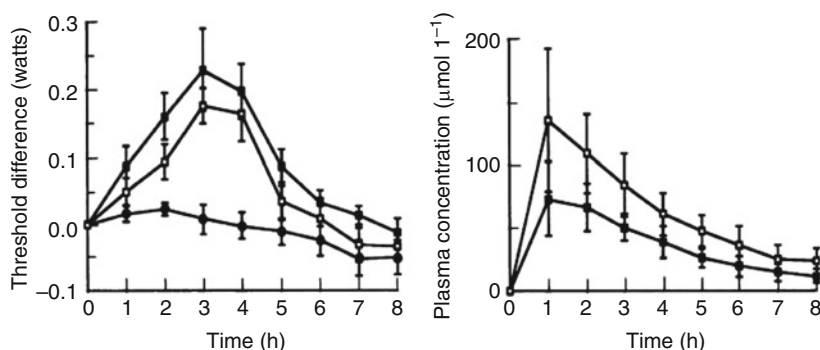 Threshold difference (watts)
0.3
0.2
0.1
0.0
−0.1
0 1 2 3 4 5 6 7 8
Time (h)
Plasma concentration (μmol 1⁻¹)
200
100
0
0 1 2 3 4 5 6 7 8
Time (h)